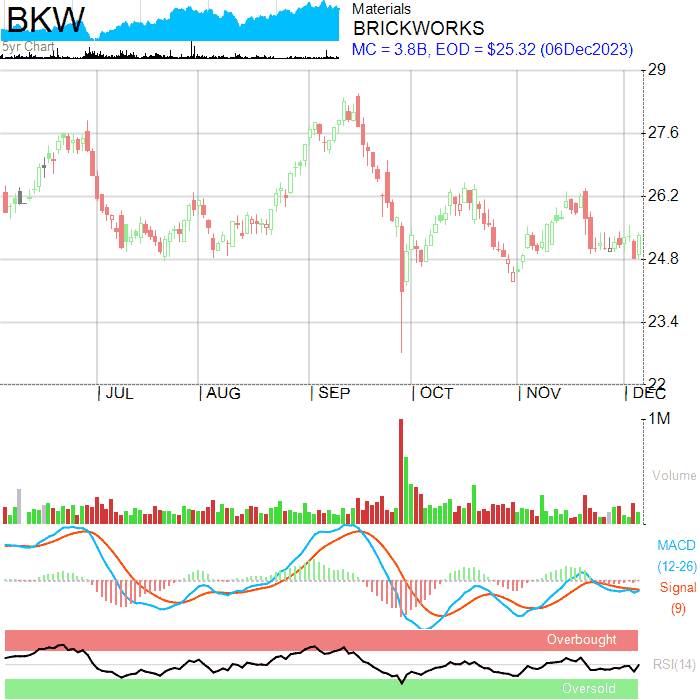 BKW
5yr Chart
Materials
BRICKWORKS
MC = 3.8B, EOD = $25.32 (06Dec2023)
29
27.6
26.2
24.8
23.4
22
JUL AUG SEP OCT NOV DEC
1M
Volume
MACD
(12-26)
Signal
(9)
Overbought
RSI(14)
Oversold